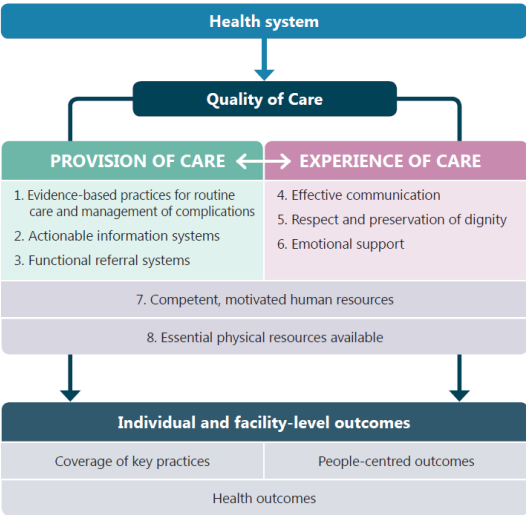 Health system
Quality of Care
PROVISION OF CARE
EXPERIENCE OF CARE
1. Evidence-based practices for routine
care and management of complications
2. Actionable information systems
3. Functional referral systems
4. Effective communication
5. Respect and preservation of dignity
6. Emotional support
7. Competent, motivated human resources
8. Essential physical resources available
Individual and facility-level outcomes
Coverage of key practices
People-centred outcomes
Health outcomes